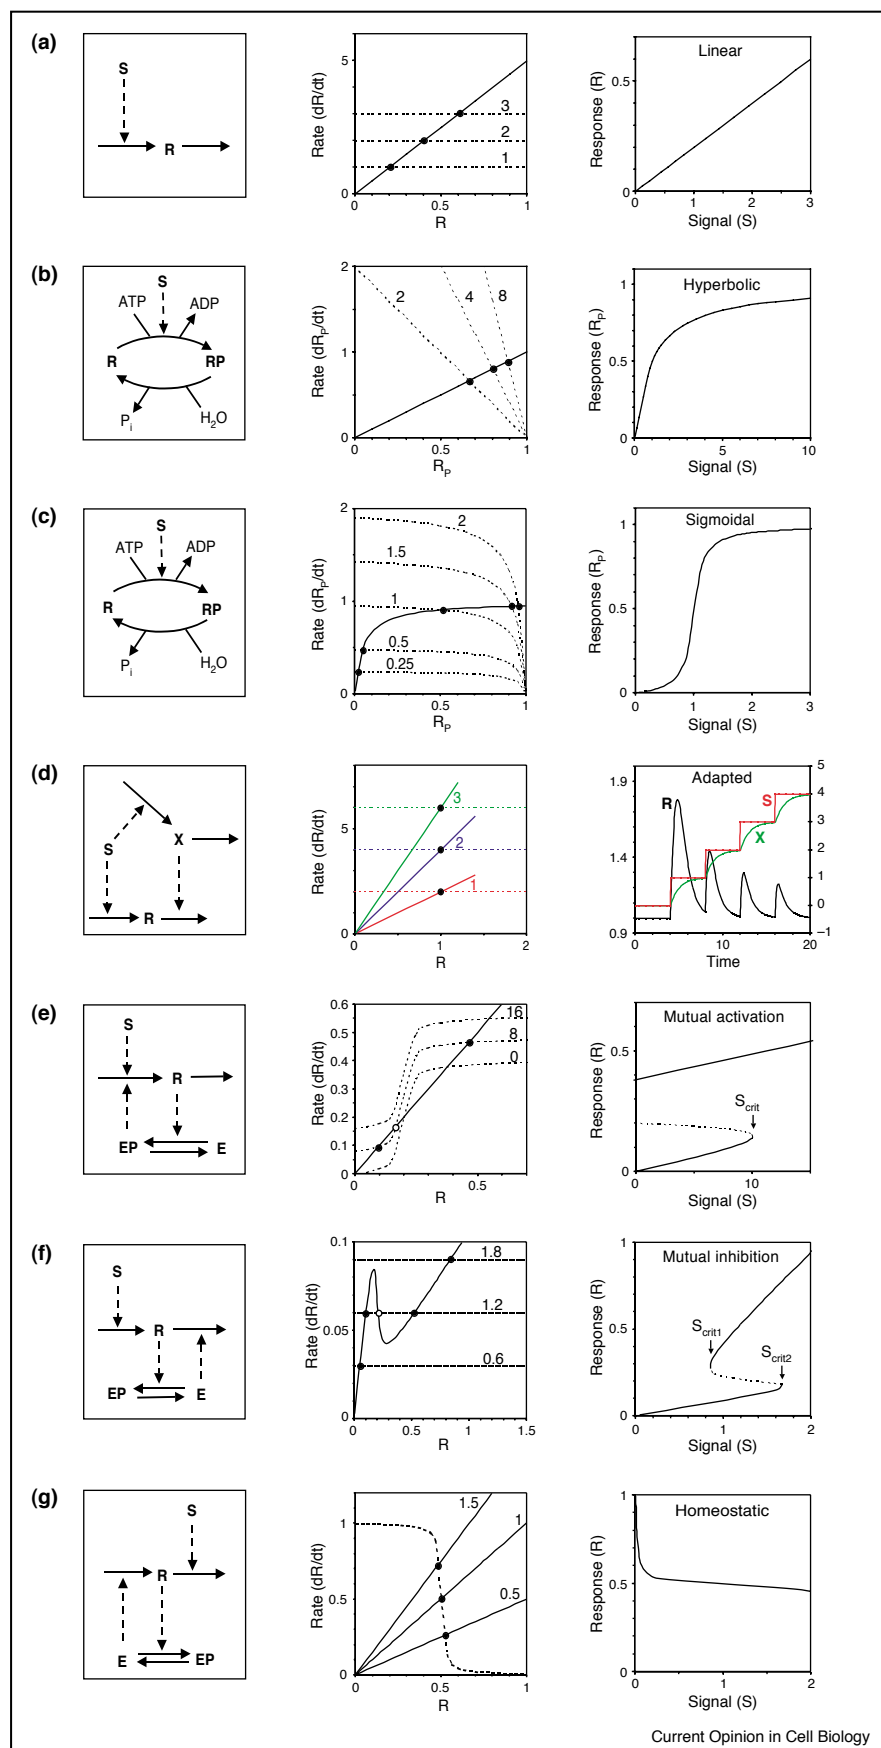 (a)
S
R
Rate (dR/dt)
5
0
3
2
1
0
0.5
1
R
Linear
Response (R)
0.5
0
0
1
2
3
Signal (S)
(b)
S
ATP
ADP
R
RP
Pi
H2O
Rate (dRP/dt)
2
1
0
2
4
8
0
0.5
1
RP
Hyperbolic
Response (RP)
1
0.5
0
0
5
10
Signal (S)
(c)
S
ATP
ADP
R
RP
Pi
H2O
Rate (dRP/dt)
2
1
0
2
1.5
1
0.5
0.25
0
0.5
1
RP
Sigmoidal
Response (RP)
1
0.5
0
0
1
2
3
Signal (S)
(d)
S
X
R
Rate (dR/dt)
5
0
3
2
1
0
1
2
R
Adapted
R
S
X
1.9
1.4
1.4
0.9
5
4
3
2
1
0
−1
0
10
20
Time
(e)
S
R
EP
E
Rate (dR/dt)
0.6
0.5
0.4
0.3
0.2
0.1
0
16
8
0
0
0.5
R
Mutual activation
Response (R)
0.5
0
Scrit
10
Signal (S)
(f)
S
R
EP
E
Rate (dR/dt)
0.1
0.05
0
1.8
1.2
0.6
0
0.5
1
1.5
R
Mutual inhibition
Response (R)
1
0.5
0
Scrit1
Scrit2
0
1
2
Signal (S)
(g)
S
R
E
EP
Rate (dR/dt)
1
0.5
0
1.5
1
0.5
0
0.5
1
R
Homeostatic
Response (R)
1
0.5
0
0
1
2
Signal (S)
Current Opinion in Cell Biology